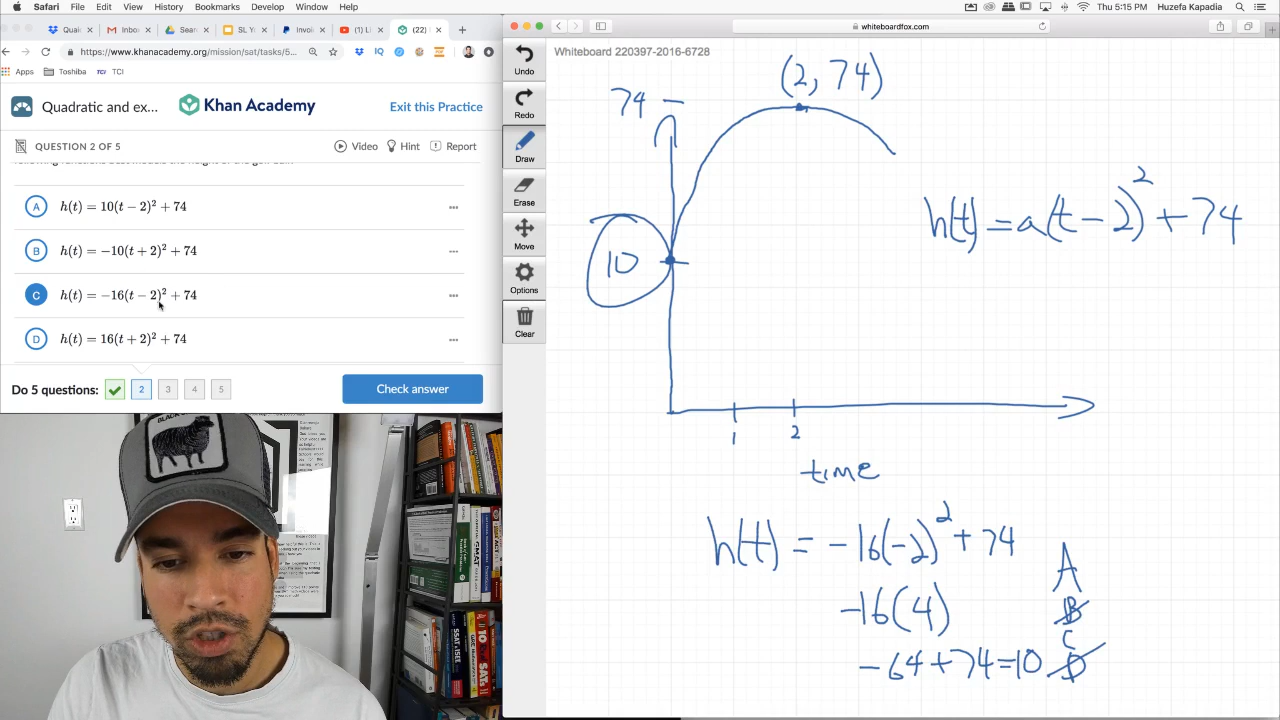 Safari File Edit View History Bookmarks Develop Window Help
100% Thu 5:15 PM Huzefa Kapadia
whiteboardfox.com
https://www.khanacademy.org/mission/sat/tasks/5...
Apps Toshiba TCI TCI
Quadratic and ex...
Khan Academy
Exit this Practice
QUESTION 2 OF 5
Video Hint Report
A h(t) = 10(t − 2)² + 74
B h(t) = −10(t + 2)² + 74
C h(t) = −16(t − 2)² + 74
D h(t) = 16(t + 2)² + 74
Do 5 questions: 2 3 4 5
Check answer
Undo
Redo
Draw
Erase
Move
Options
Clear
Whiteboard 220397-2016-6728
(2, 74)
74
10
h(t) = a(t − 2)² + 74
1 2
time
h(t) = −16(−2)² + 74
−16(4)
−64 + 74 = 10
A
B
C
D